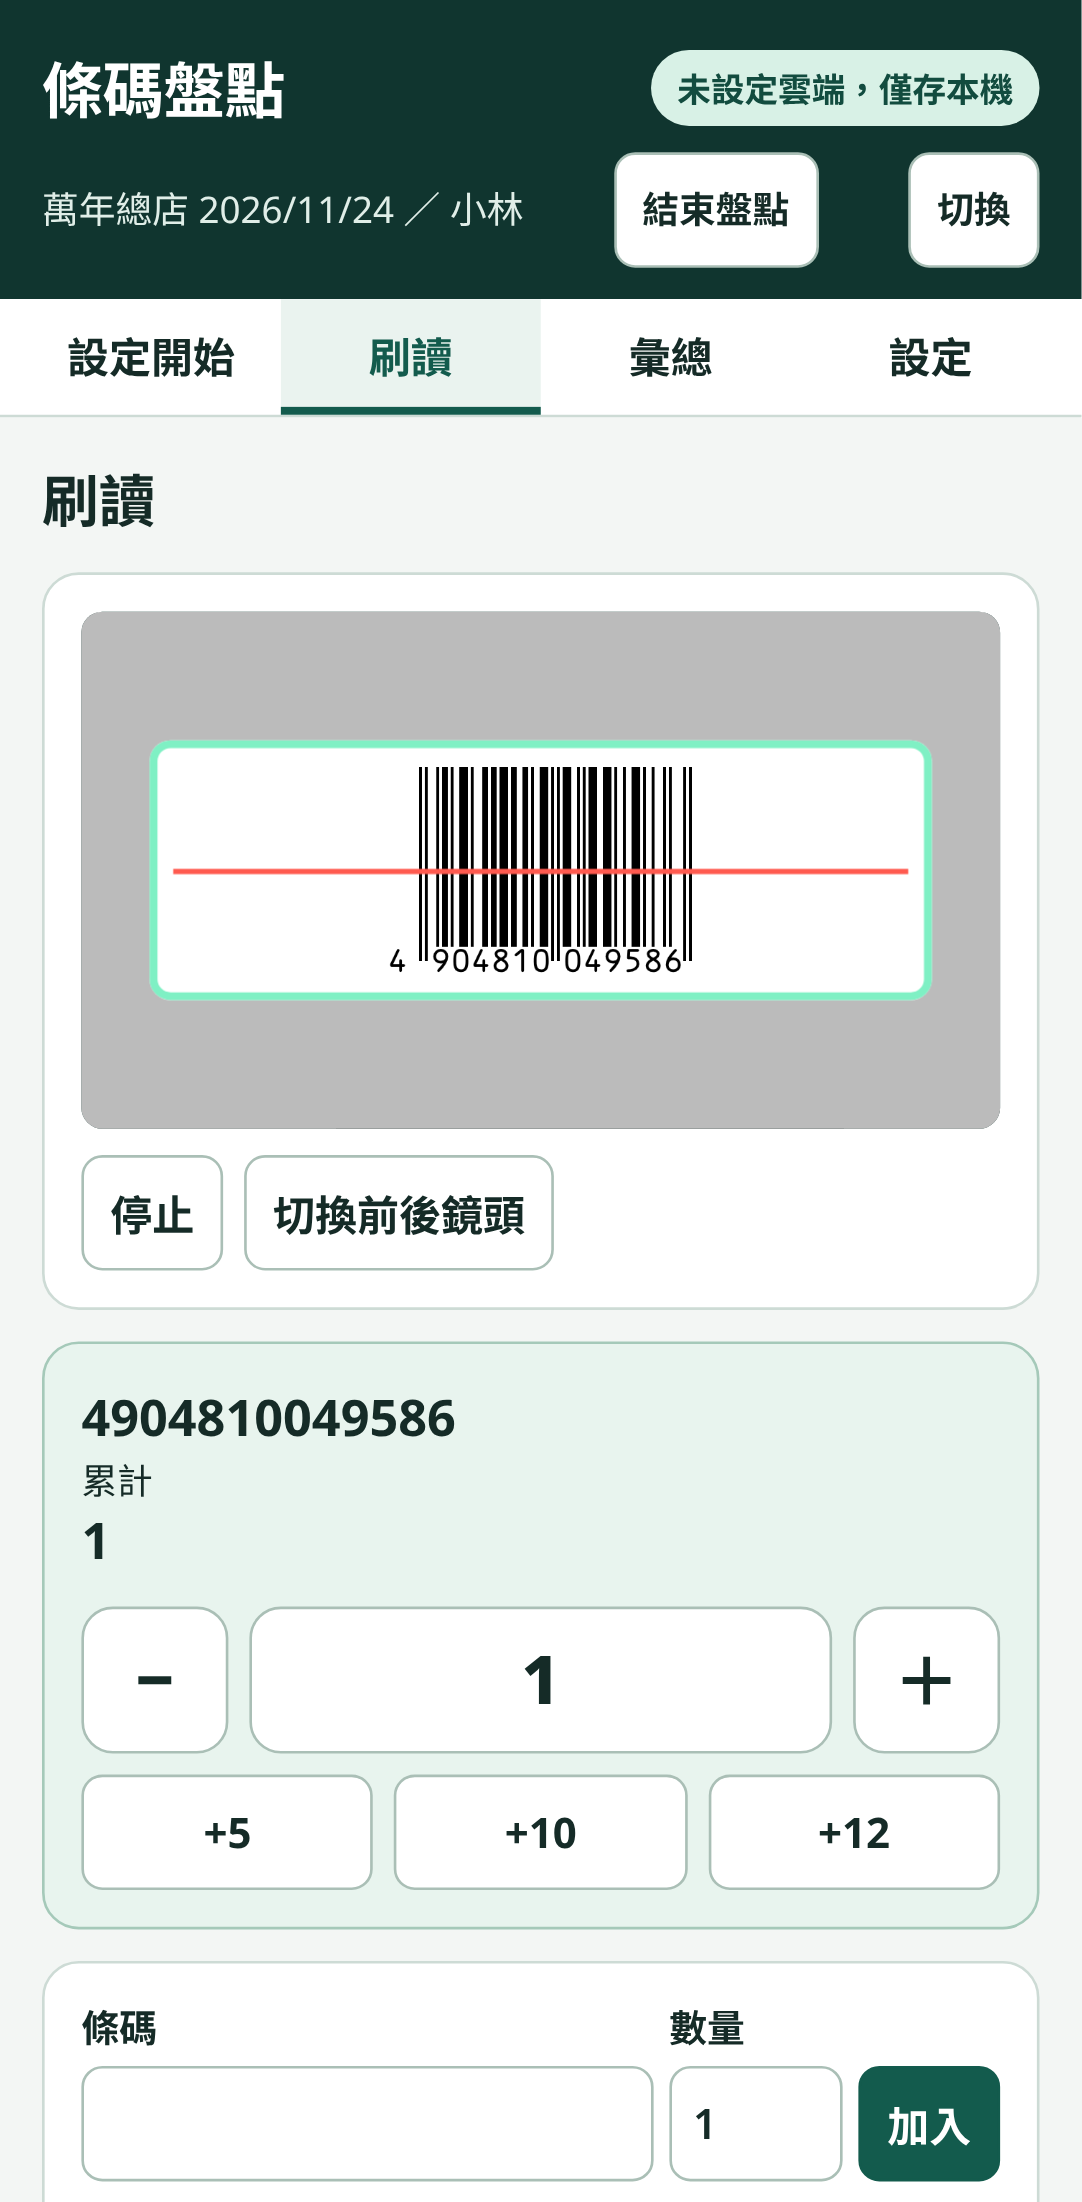 條碼盤點
未設定雲端，僅存本機
萬年總店 2026/11/24 ／ 小林
結束盤點
切換
設定開始
刷讀
彙總
設定
刷讀
4 904810 049586
停止
切換前後鏡頭
4904810049586
累計
1
−
1
+
+5
+10
+12
條碼
數量
1
加入